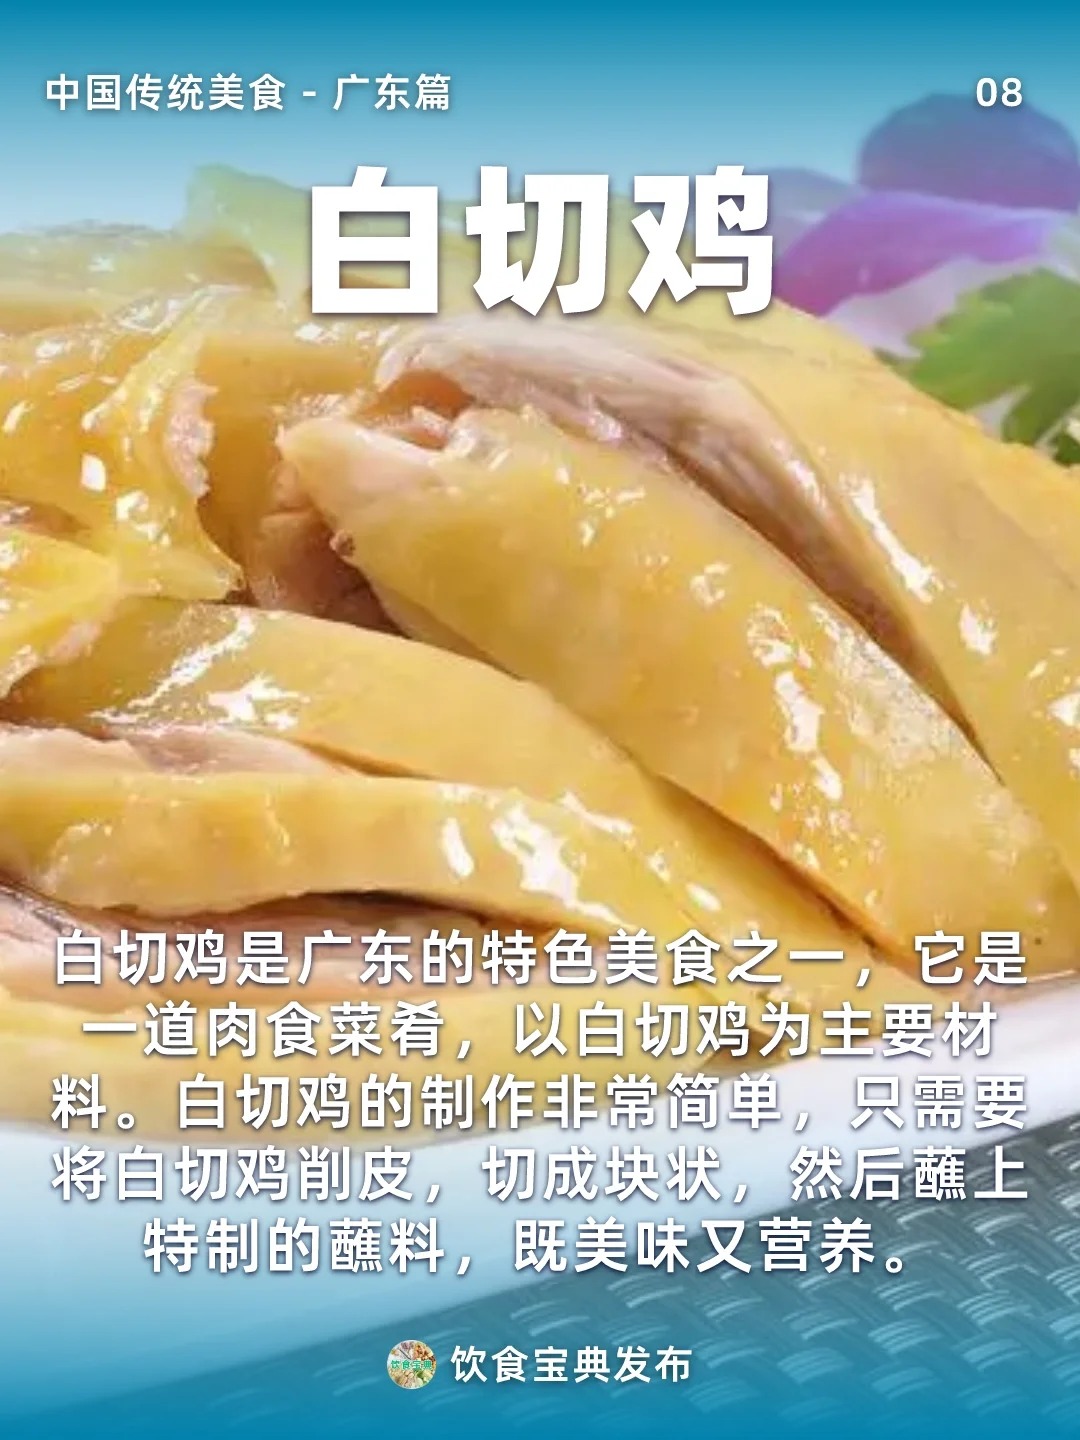 中国传统美食 - 广东篇
08
白切鸡
白切鸡是广东的特色美食之一，它是
一道肉食菜肴，以白切鸡为主要材
料。白切鸡的制作非常简单，只需要
将白切鸡削皮，切成块状，然后蘸上
特制的蘸料，既美味又营养。
饮食宝典
饮食宝典发布